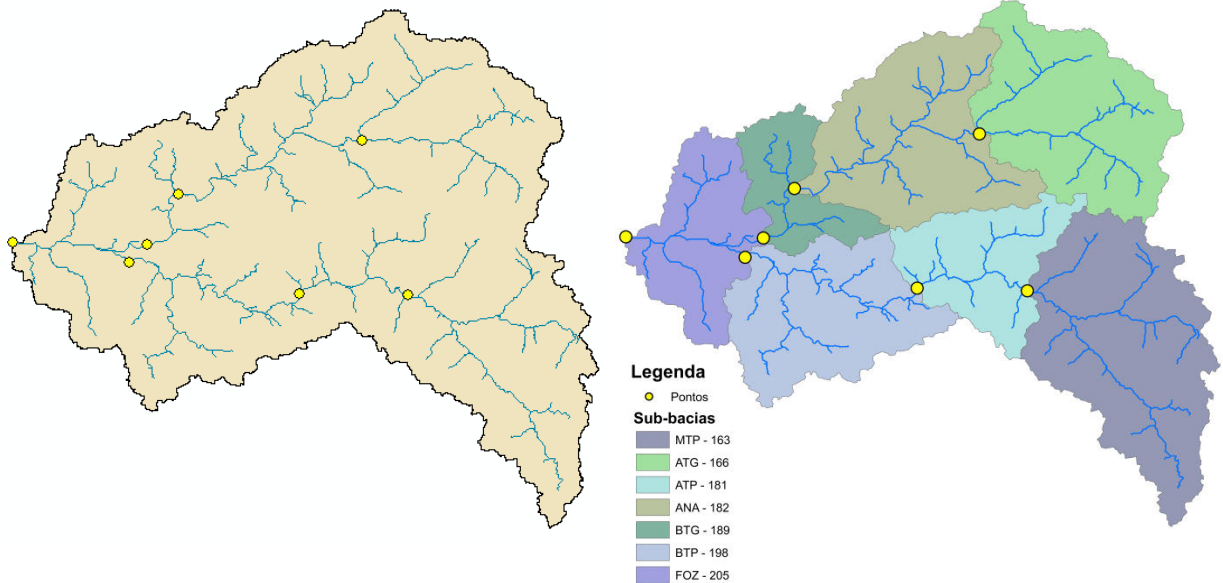 Legenda
Pontos
Sub-bacias
MTP - 163
ATG - 166
ATP - 181
ANA - 182
BTG - 189
BTP - 198
FOZ - 205